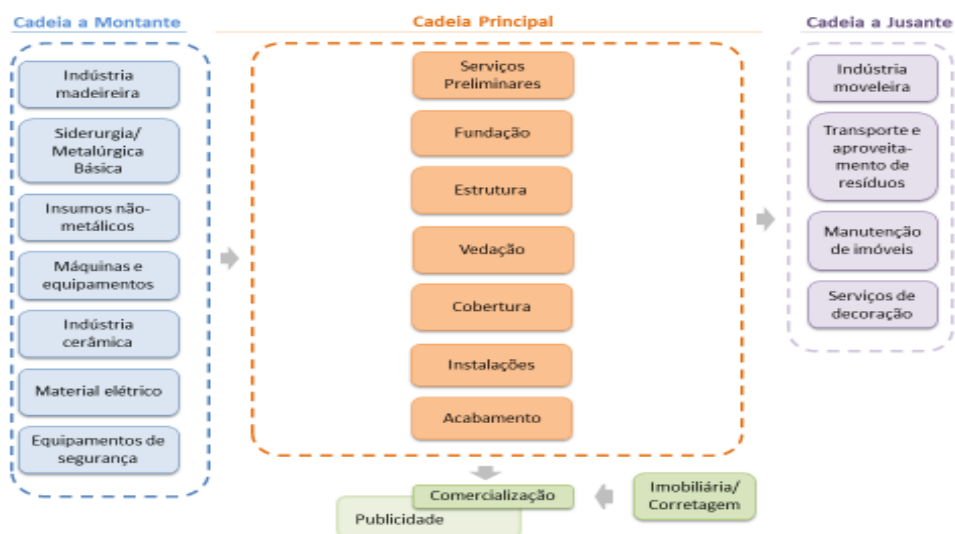 Cadeia a Montante
Indústria
madeireira
Siderurgia/
Metalúrgica
Básica
Insumos não-
metálicos
Máquinas e
equipamentos
Indústria
cerâmica
Material elétrico
Equipamentos de
segurança
Cadeia Principal
Serviços
Preliminares
Fundação
Estrutura
Vedação
Cobertura
Instalações
Acabamento
Comercialização
Publicidade
Imobiliária/
Corretagem
Cadeia a Jusante
Indústria
moveleira
Transporte e
aproveita-
mento de
resíduos
Manutenção
de imóveis
Serviços de
decoração